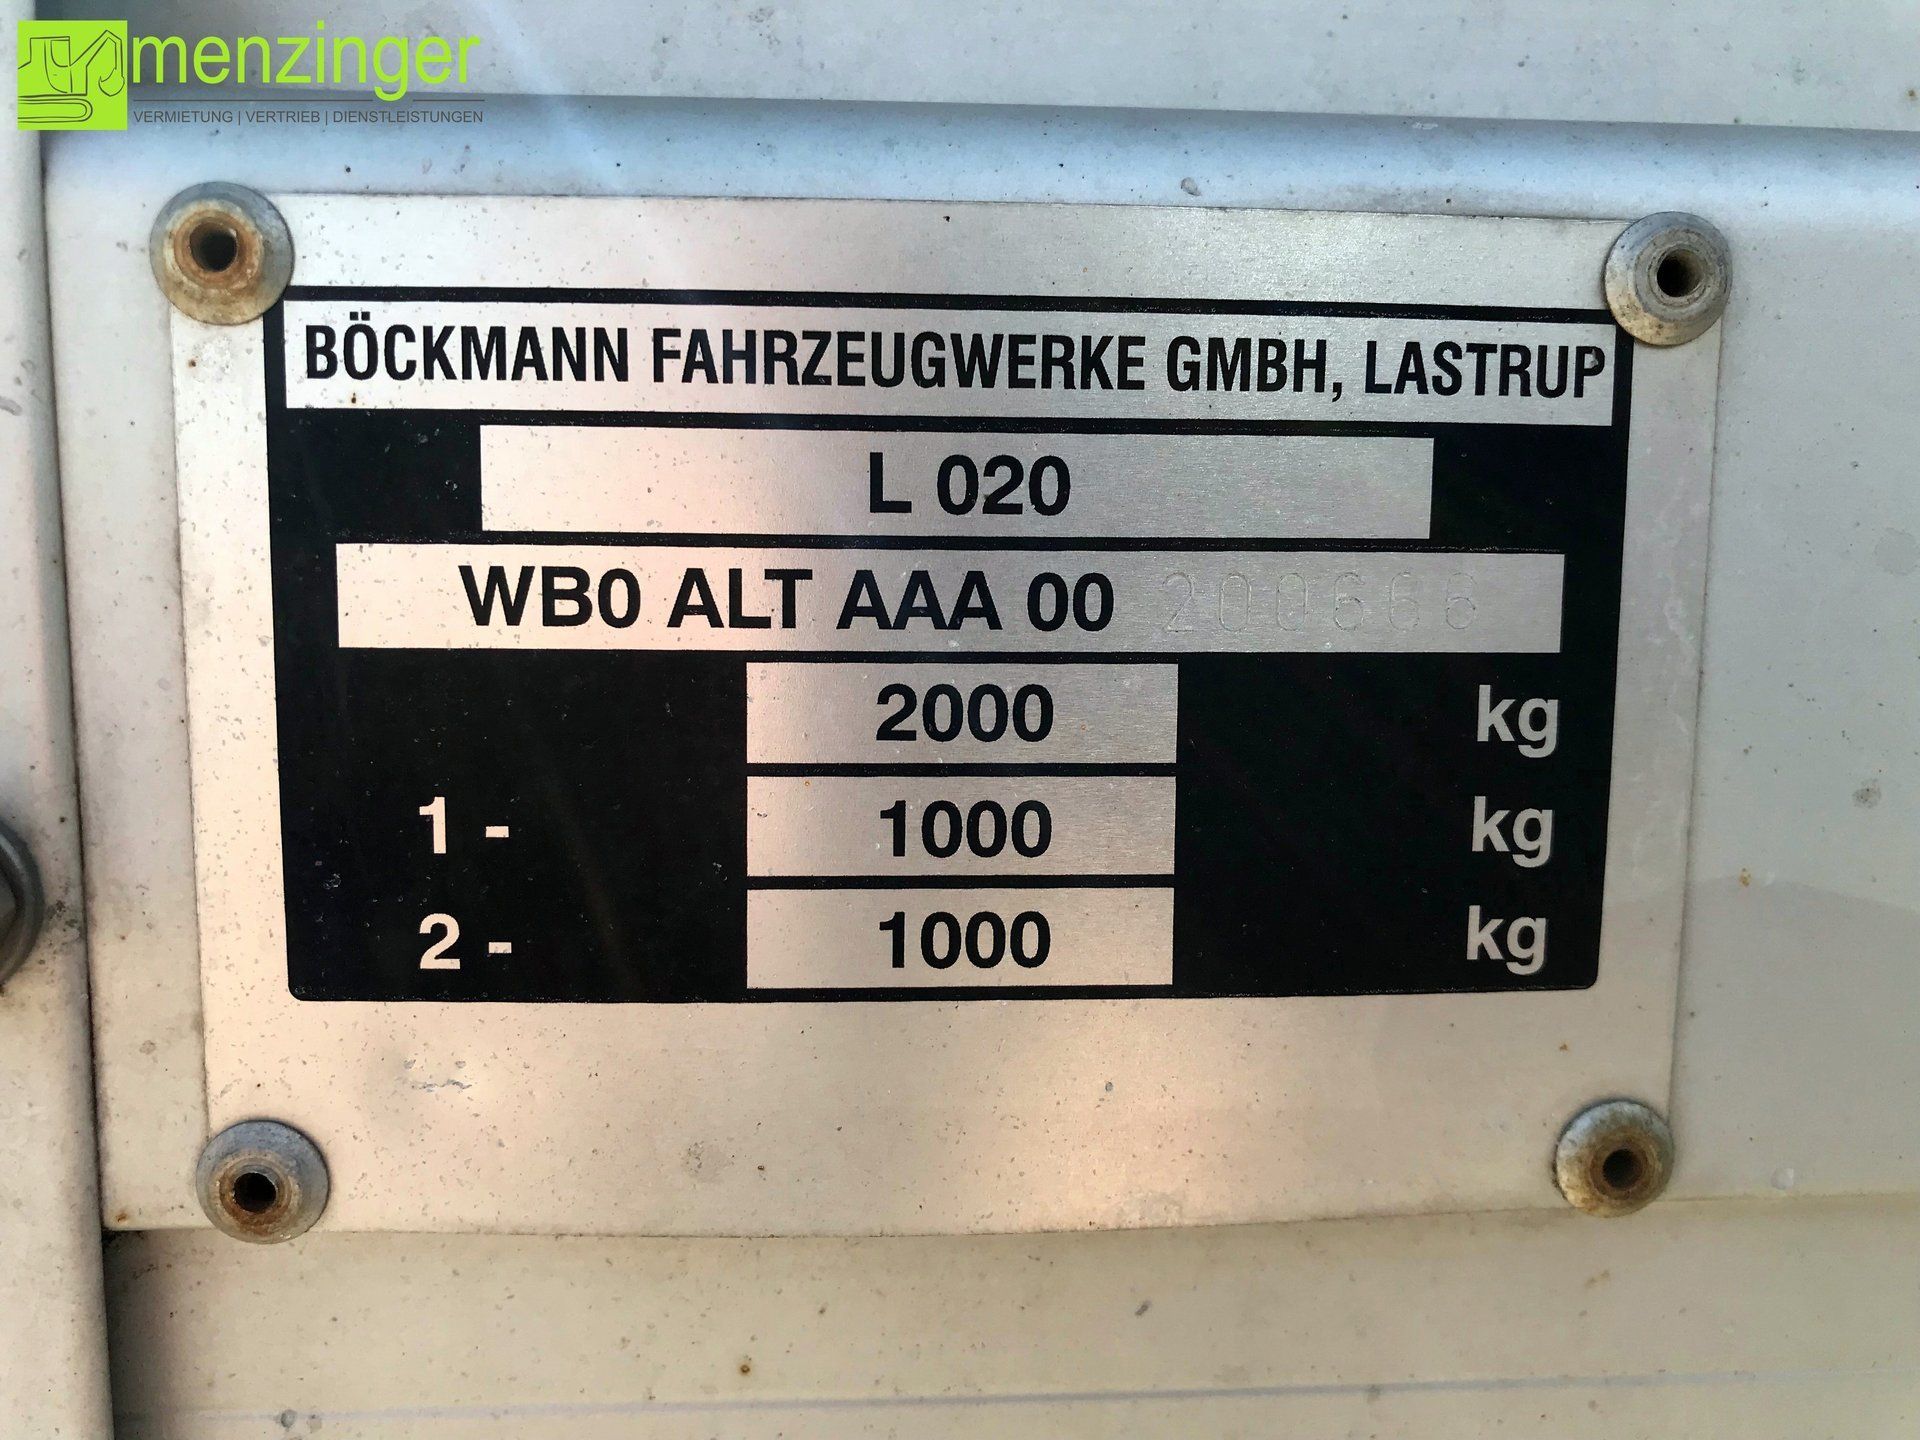 menzinger
VERMIETUNG | VERTRIEB | DIENSTLEISTUNGEN
BÖCKMANN FAHRZEUGWERKE GMBH, LASTRUP
L 020
WB0 ALT AAA 00 200666
2000 kg
1 - 1000 kg
2 - 1000 kg